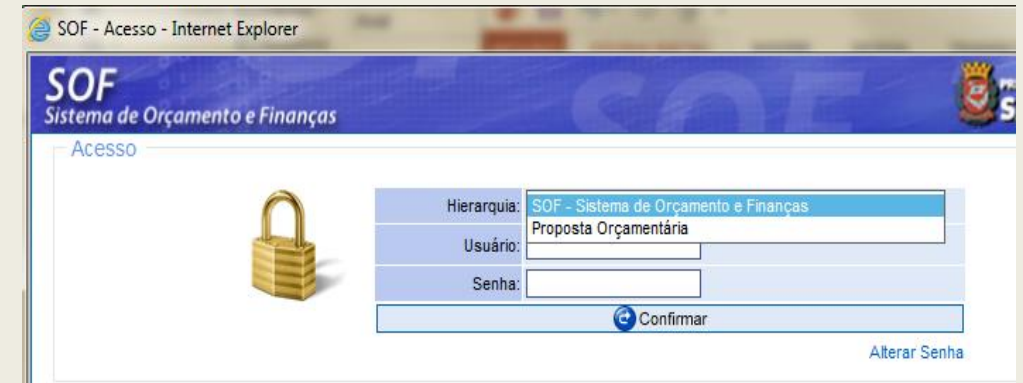 SOF - Acesso - Internet Explorer
SOF
Sistema de Orçamento e Finanças
Acesso
Hierarquia: SOF - Sistema de Orçamento e Finanças
Proposta Orçamentária
Usuário:
Senha:
Confirmar
Alterar Senha